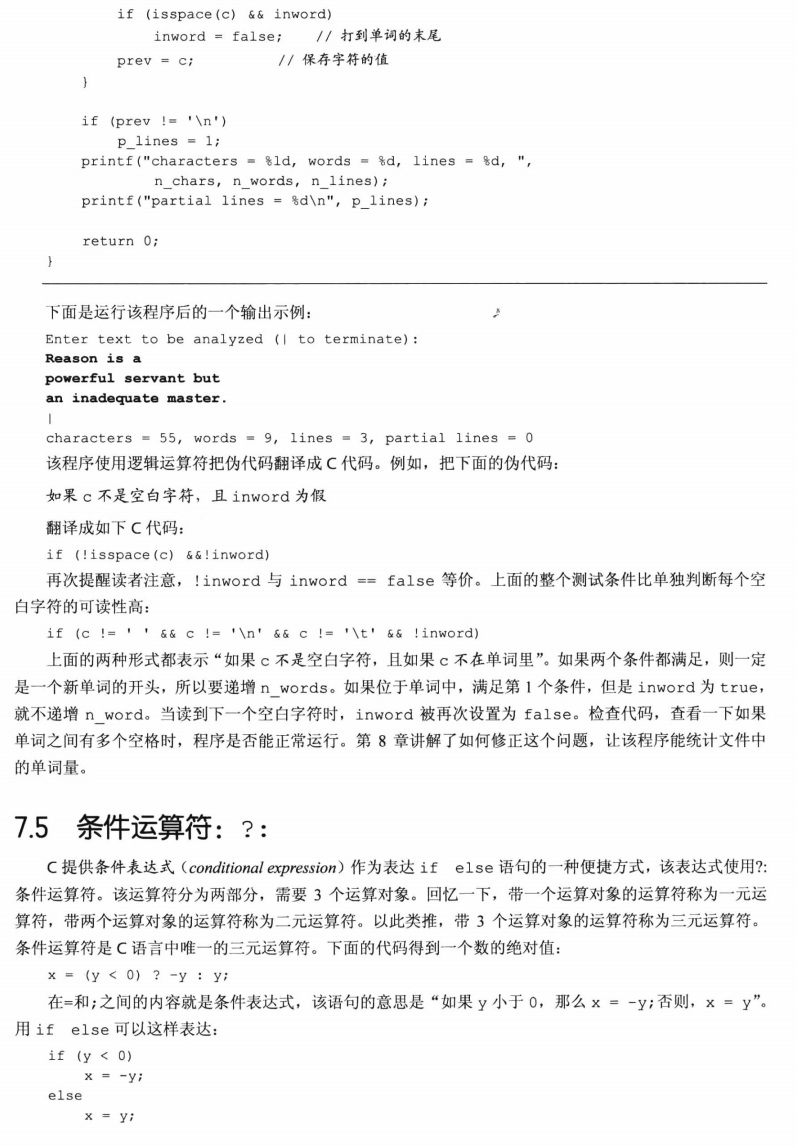 if (isspace(c) && inword)
inword = false; // 打到单词的末尾
prev = c; // 保存字符的值
}
if (prev != '\n')
p_lines = 1;
printf("characters = %ld, words = %d, lines = %d, ",
n_chars, n_words, n_lines);
printf("partial lines = %d\n", p_lines);
return 0;
}
下面是运行该程序后的一个输出示例：
Enter text to be analyzed (| to terminate):
Reason is a
powerful servant but
an inadequate master.
|
characters = 55, words = 9, lines = 3, partial lines = 0
该程序使用逻辑运算符把伪代码翻译成 C 代码。例如，把下面的伪代码：
如果 c 不是空白字符，且 inword 为假
翻译成如下 C 代码：
if (!isspace(c) &&!inword)
再次提醒读者注意，!inword 与 inword == false 等价。上面的整个测试条件比单独判断每个空
白字符的可读性高：
if (c != ' ' && c != '\n' && c != '\t' && !inword)
上面的两种形式都表示“如果 c 不是空白字符，且如果 c 不在单词里”。如果两个条件都满足，则一定
是一个新单词的开头，所以要递增 n_words。如果位于单词中，满足第 1 个条件，但是 inword 为 true，
就不递增 n_word。当读到下一个空白字符时，inword 被再次设置为 false。检查代码，查看一下如果
单词之间有多个空格时，程序是否能正常运行。第 8 章讲解了如何修正这个问题，让该程序能统计文件中
的单词量。
7.5 条件运算符：?:
C 提供条件表达式（conditional expression）作为表达 if else 语句的一种便捷方式，该表达式使用?:
条件运算符。该运算符分为两部分，需要 3 个运算对象。回忆一下，带一个运算对象的运算符称为一元运
算符，带两个运算对象的运算符称为二元运算符。以此类推，带 3 个运算对象的运算符称为三元运算符。
条件运算符是 C 语言中唯一的三元运算符。下面的代码得到一个数的绝对值：
x = (y < 0) ? -y : y;
在=和;之间的内容就是条件表达式，该语句的意思是“如果 y 小于 0，那么 x = -y;否则，x = y”。
用 if else 可以这样表达：
if (y < 0)
x = -y;
else
x = y;